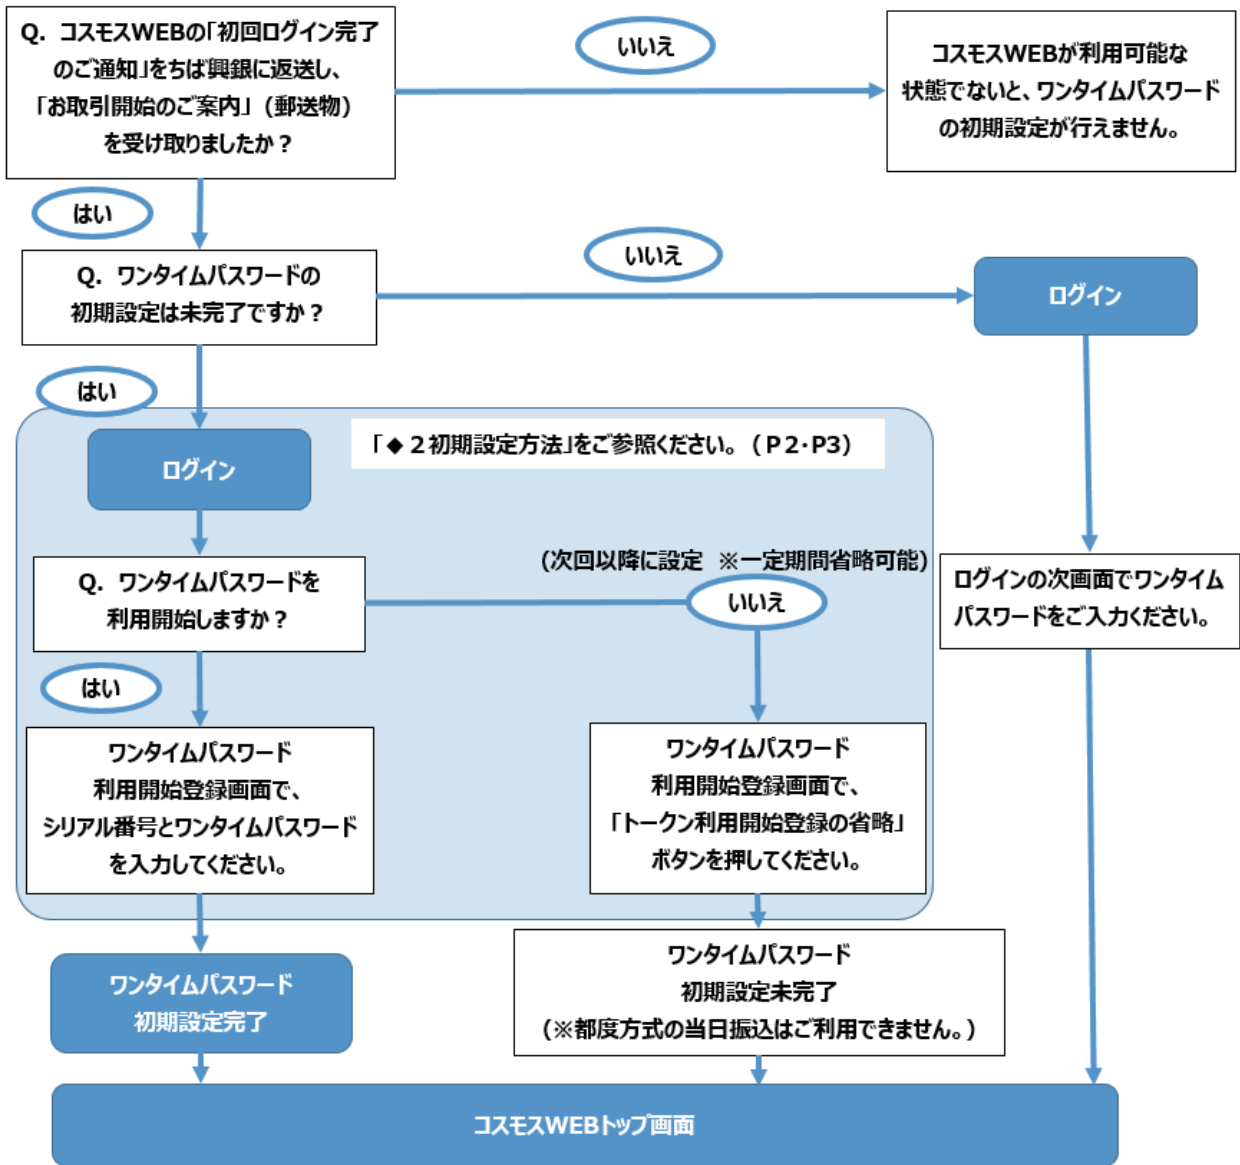 Q. コスモスWEBの「初回ログイン完了
のご通知」をちば興銀に返送し、
「お取引開始のご案内」（郵送物）
を受け取りましたか？
いいえ
コスモスWEBが利用可能な
状態でないと、ワンタイムパスワード
の初期設定が行えません。
はい
Q. ワンタイムパスワードの
初期設定は未完了ですか？
いいえ
ログイン
はい
「◆２初期設定方法」をご参照ください。（Ｐ２・Ｐ３）
ログイン
Q. ワンタイムパスワードを
利用開始しますか？
(次回以降に設定　※一定期間省略可能)
いいえ
ログインの次画面でワンタイム
パスワードをご入力ください。
はい
ワンタイムパスワード
利用開始登録画面で、
シリアル番号とワンタイムパスワード
を入力してください。
ワンタイムパスワード
利用開始登録画面で、
「トークン利用開始登録の省略」
ボタンを押してください。
ワンタイムパスワード
初期設定完了
ワンタイムパスワード
初期設定未完了
（※都度方式の当日振込はご利用できません。）
コスモスWEBトップ画面